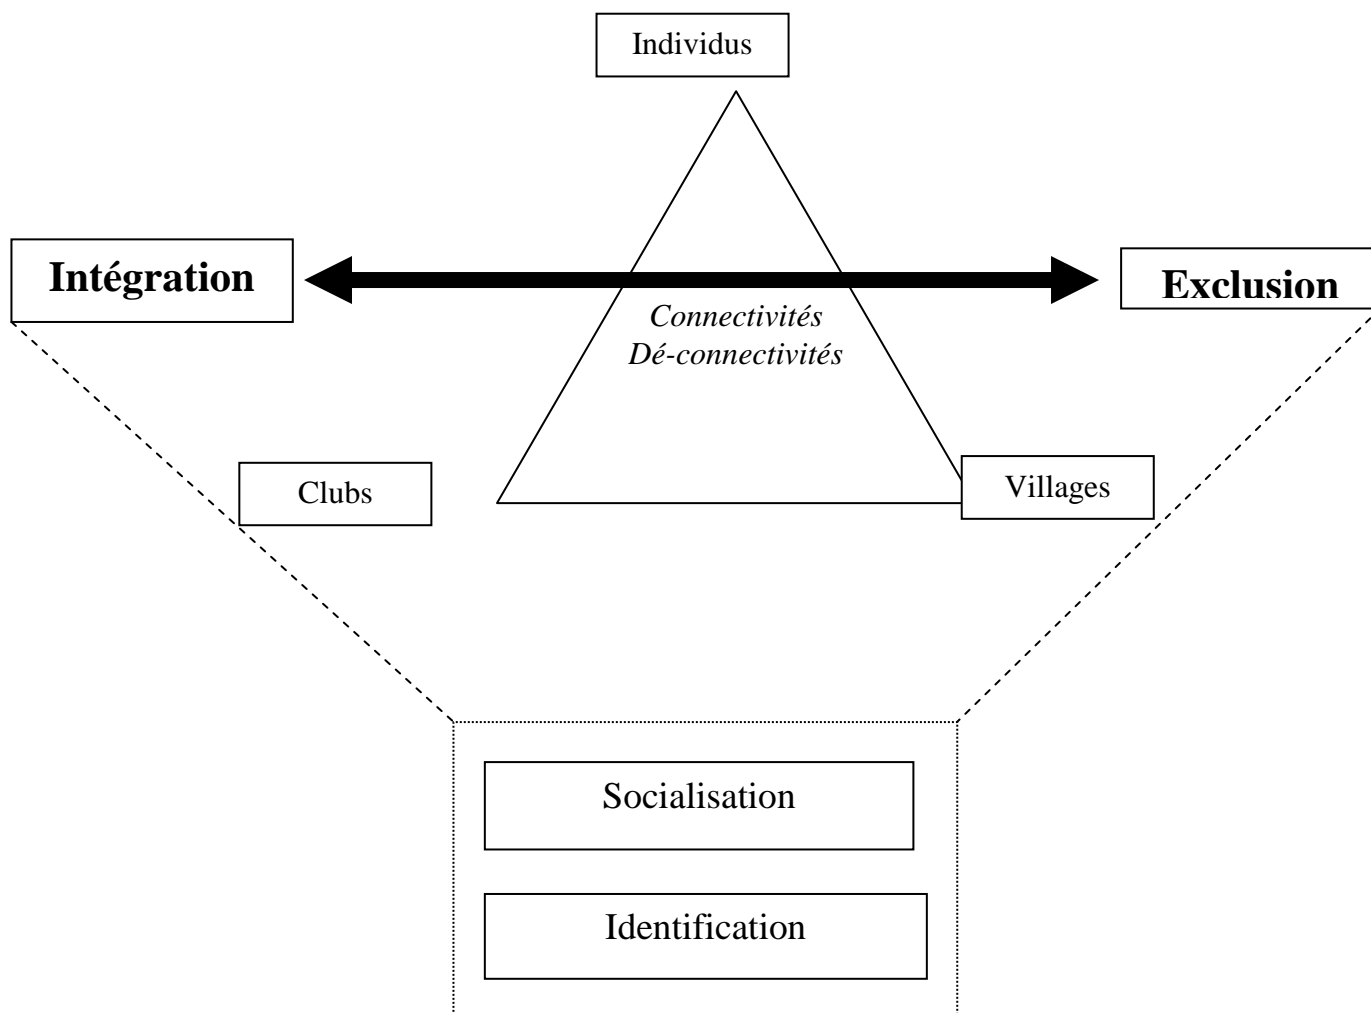 Individus
Intégration
Exclusion
Connectivités
Dé-connectivités
Clubs
Villages
Socialisation
Identification